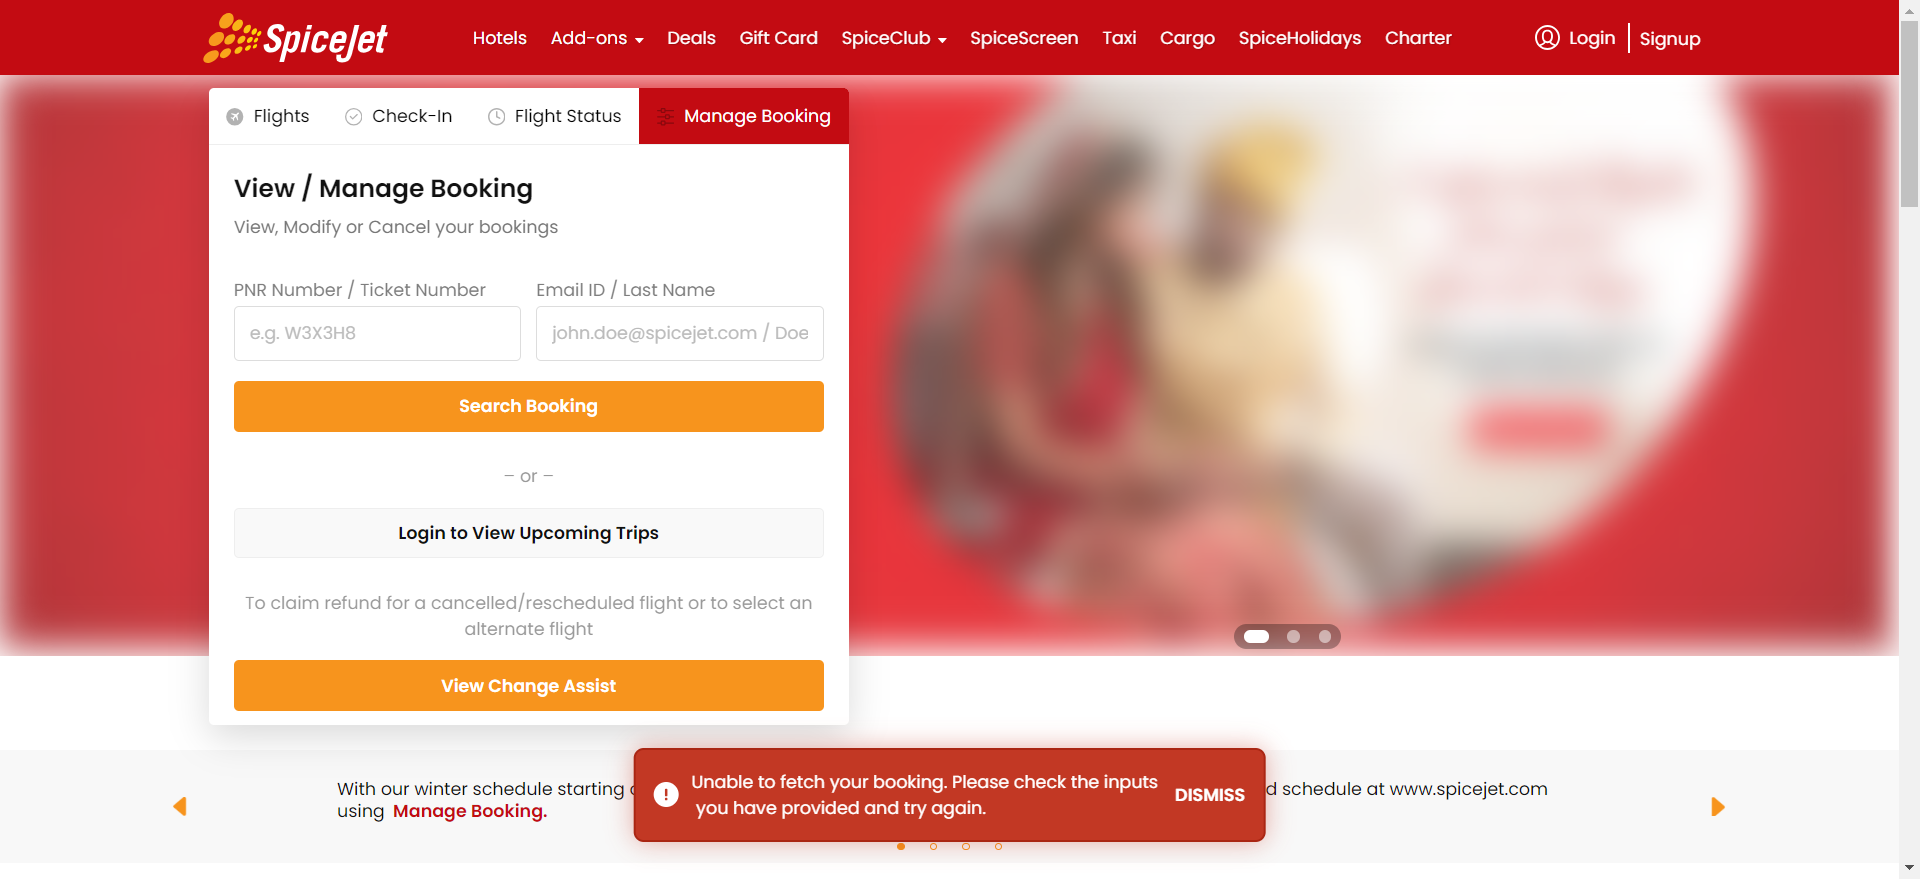 SpiceJet
Hotels Add-ons Deals Gift Card SpiceClub SpiceScreen Taxi Cargo SpiceHolidays Charter Login Signup
Flights Check-In Flight Status Manage Booking
View / Manage Booking
View, Modify or Cancel your bookings
PNR Number / Ticket Number Email ID / Last Name
e.g. W3X3H8 john.doe@spicejet.com / Doe
Search Booking
– or –
Login to View Upcoming Trips
To claim refund for a cancelled/rescheduled flight or to select an
alternate flight
View Change Assist
With our winter schedule starting
using Manage Booking.
Unable to fetch your booking. Please check the inputs
you have provided and try again.
DISMISS
schedule at www.spicejet.com